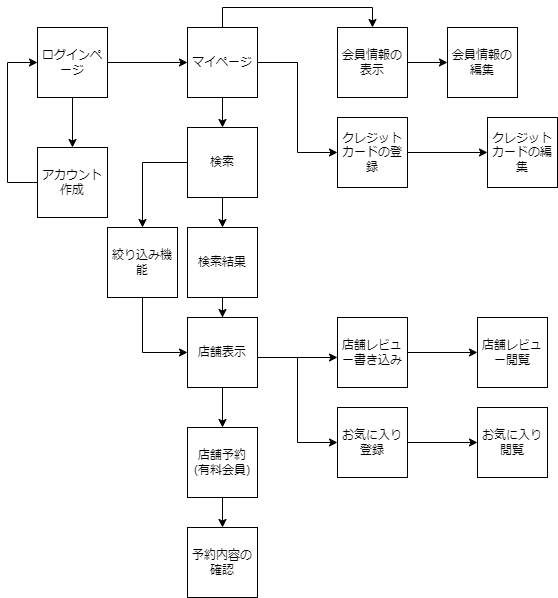 ログインペ
ージ
マイページ
会員情報の
表示
会員情報の
編集
アカウント
作成
検索
クレジット
カードの登
録
クレジット
カードの編
集
絞り込み機
能
検索結果
店舗表示
店舗レビュ
ー書き込み
店舗レビュ
ー閲覧
お気に入り
登録
お気に入り
閲覧
店舗予約
(有料会員)
予約内容の
確認